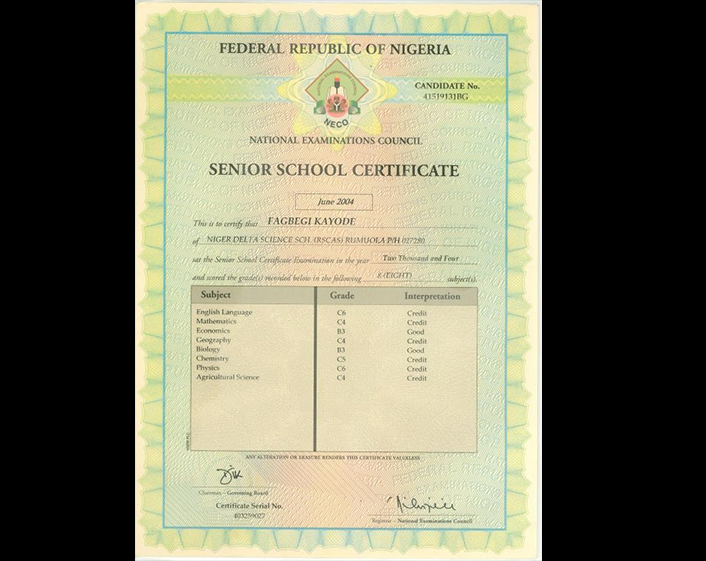 FEDERAL REPUBLIC OF NIGERIA
CANDIDATE No.
41519131BG
NECO
NATIONAL EXAMINATIONS COUNCIL
SENIOR SCHOOL CERTIFICATE
June 2004
This is to certify that FAGBEGI KAYODE
of NIGER DELTA SCIENCE SCH. (RSCAS) RUMUOLA P/H 027280
sat the Senior School Certificate Examination in the year Two Thousand and Four
and scored the grade(s) recorded below in the following 8 (EIGHT) subject(s).
Subject Grade Interpretation
English Language C6 Credit
Mathematics C4 Credit
Economics B3 Good
Geography C4 Credit
Biology B3 Good
Chemistry C5 Credit
Physics C6 Credit
Agricultural Science C4 Credit
ANY ALTERATION OR ERASURE RENDERS THIS CERTIFICATE VALUELESS
Chairman - Governing Board
Certificate Serial No.
403259027
Registrar - National Examinations Council